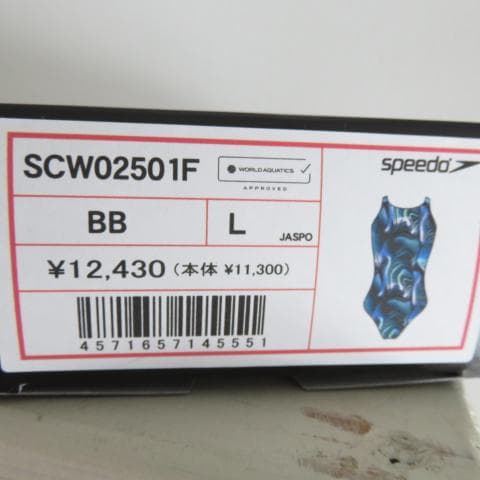 SCW02501F
WORLD AQUATICS
APPROVED
speedo
BB
L
JASPO
¥12,430 (本体 ¥11,300)
4571657145551